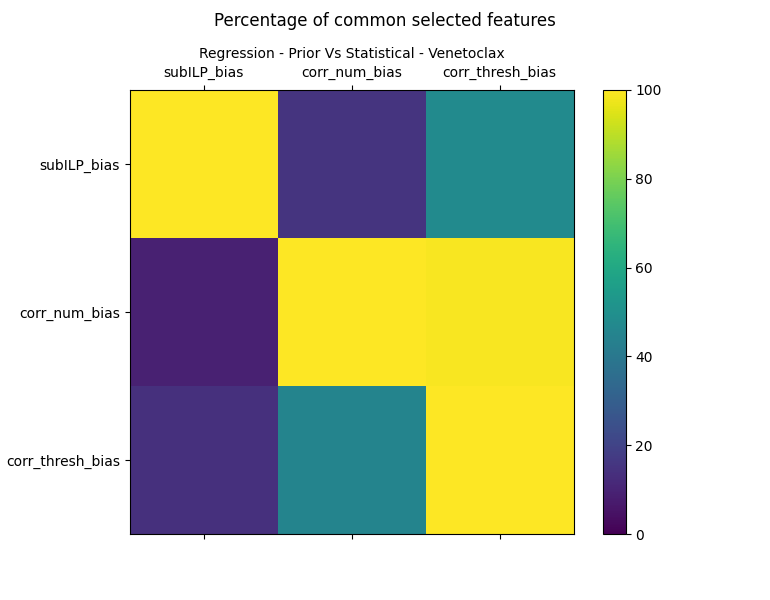 Percentage of common selected features
Regression - Prior Vs Statistical - Venetoclax
subILP_bias corr_num_bias corr_thresh_bias
100
80
60
40
20
0
subILP_bias
corr_num_bias
corr_thresh_bias